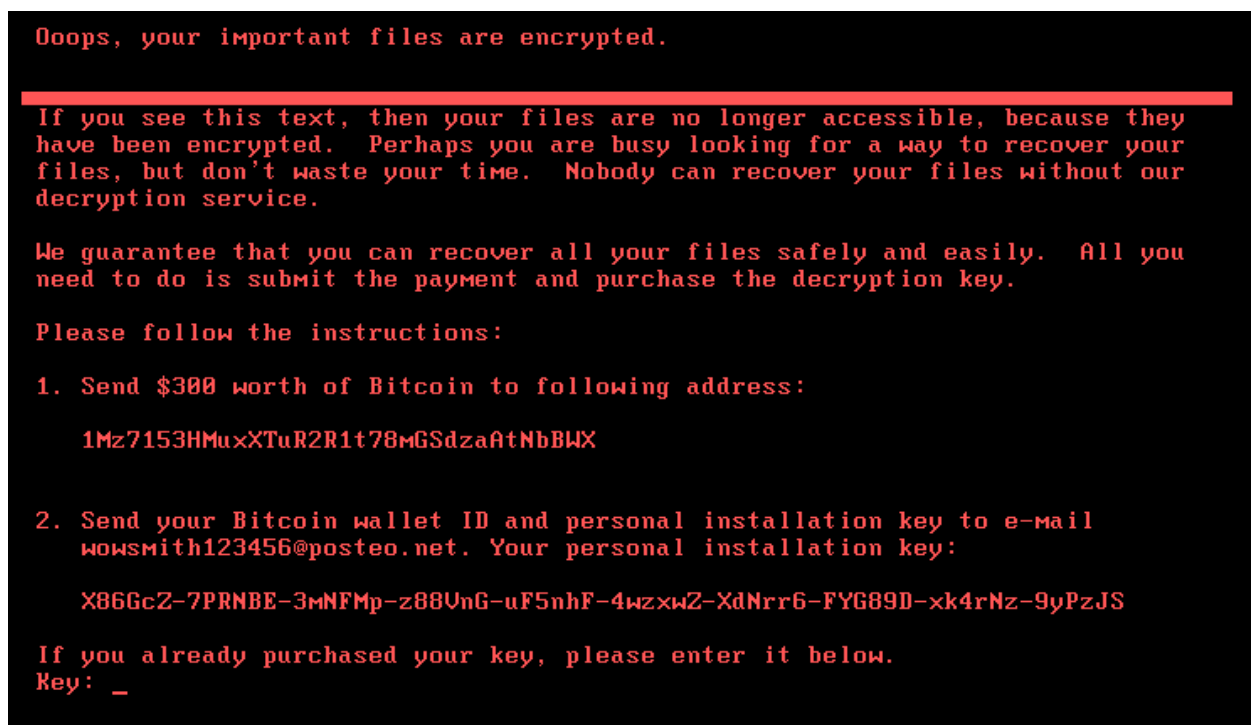 Ooops, your important files are encrypted.
If you see this text, then your files are no longer accessible, because they
have been encrypted.  Perhaps you are busy looking for a way to recover your
files, but don't waste your time.  Nobody can recover your files without our
decryption service.
We guarantee that you can recover all your files safely and easily.  All you
need to do is submit the payment and purchase the decryption key.
Please follow the instructions:
1. Send $300 worth of Bitcoin to following address:
1Mz7153HMuxXTuR2R1t78mGSdzaAtNbBWX
2. Send your Bitcoin wallet ID and personal installation key to e-mail
wowsmith123456@posteo.net. Your personal installation key:
X86GcZ-7PRNBE-3mNFMp-z88VnG-uF5nhF-4wzxwZ-XdNrr6-FYG89D-xk4rNz-9yPzJS
If you already purchased your key, please enter it below.
Key: _